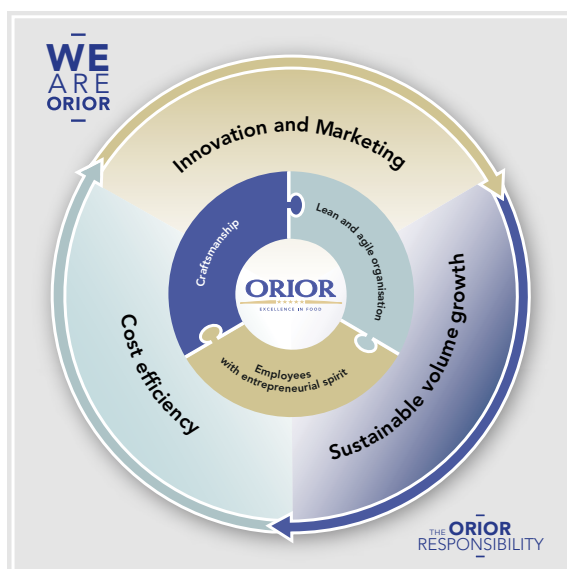 WE
ARE
ORIOR
Innovation and Marketing
Craftsmanship
Lean and agile organisation
ORIOR
EXCELLENCE IN FOOD
Employees
with entrepreneurial spirit
Cost efficiency
Sustainable volume growth
THE ORIOR
RESPONSIBILITY